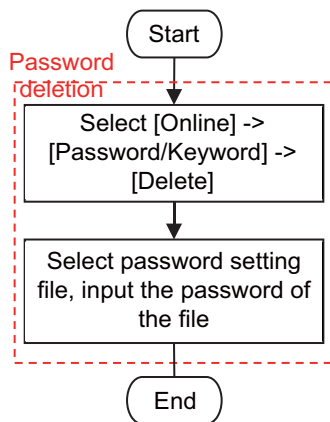 Start
Password
deletion
Select [Online] ->
[Password/Keyword] ->
[Delete]
Select password setting
file, input the password of
the file
End